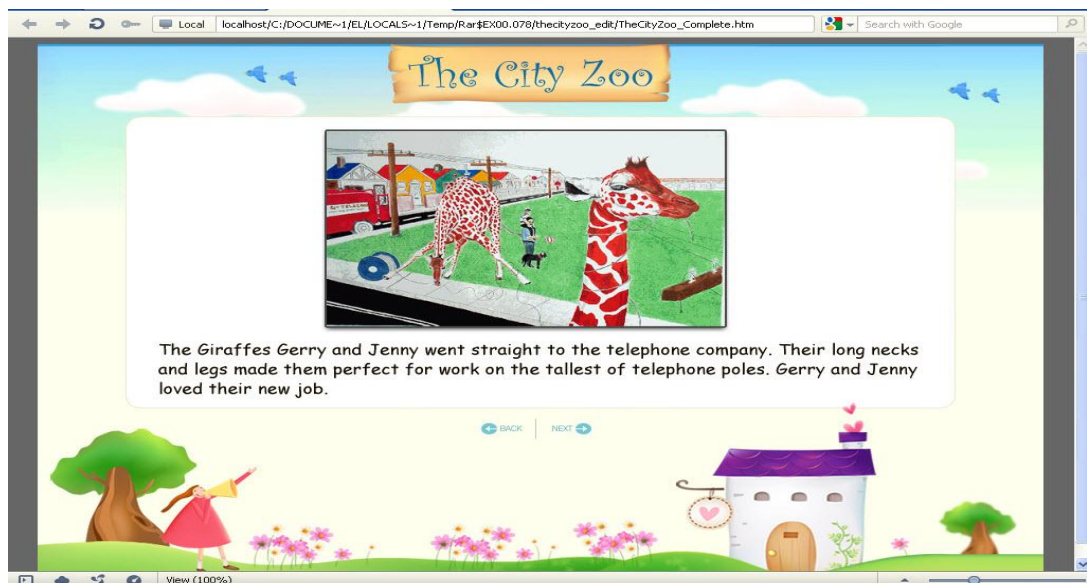 Local localhost/C:/DOCUME~1/EL/LOCALS~1/Temp/Rar$EX00.078/thecityzoo_edit/TheCityZoo_Complete.htm Search with Google
The City Zoo
The Giraffes Gerry and Jenny went straight to the telephone company. Their long necks
and legs made them perfect for work on the tallest of telephone poles. Gerry and Jenny
loved their new job.
BACK NEXT
View (100%)